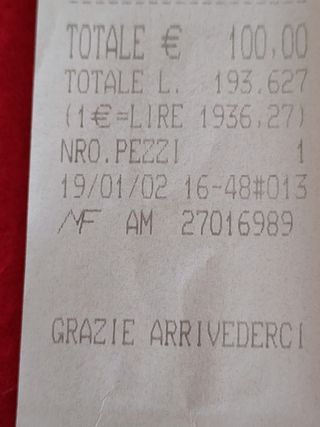 TOTALE € 100,00
TOTALE L. 193.627
(1€=LIRE 1936,27)
NRO.PEZZI 1
19/01/02 16-48#013
MF AM 27016989
GRAZIE ARRIVEDERCI